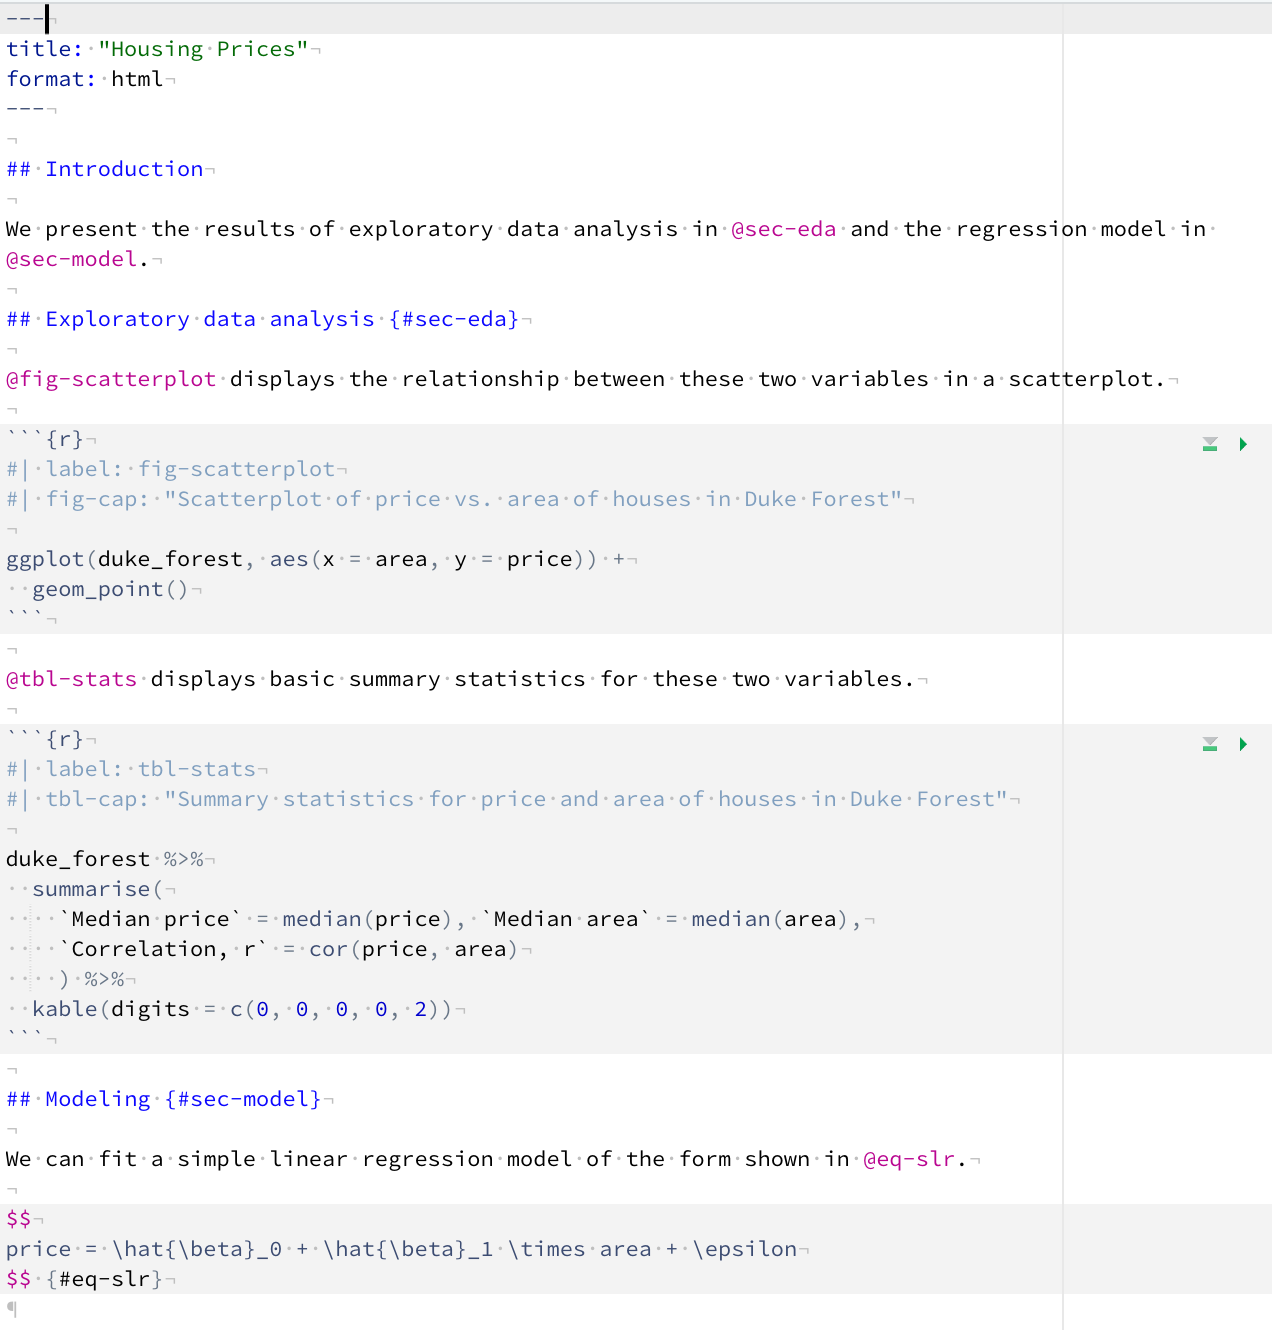 ---
title: "Housing Prices"
format: html
---

## Introduction

We present the results of exploratory data analysis in @sec-eda and the regression model in
@sec-model.

## Exploratory data analysis {#sec-eda}

@fig-scatterplot displays the relationship between these two variables in a scatterplot.

```{r}
#| label: fig-scatterplot
#| fig-cap: "Scatterplot of price vs. area of houses in Duke Forest"

ggplot(duke_forest, aes(x = area, y = price)) +
  geom_point()
```

@tbl-stats displays basic summary statistics for these two variables.

```{r}
#| label: tbl-stats
#| tbl-cap: "Summary statistics for price and area of houses in Duke Forest"

duke_forest %>%
  summarise(
    `Median price` = median(price), `Median area` = median(area),
    `Correlation, r` = cor(price, area)
    ) %>%
  kable(digits = c(0, 0, 0, 0, 2))
```

## Modeling {#sec-model}

We can fit a simple linear regression model of the form shown in @eq-slr.

$$
price = \hat{\beta}_0 + \hat{\beta}_1 \times area + \epsilon
$$ {#eq-slr}